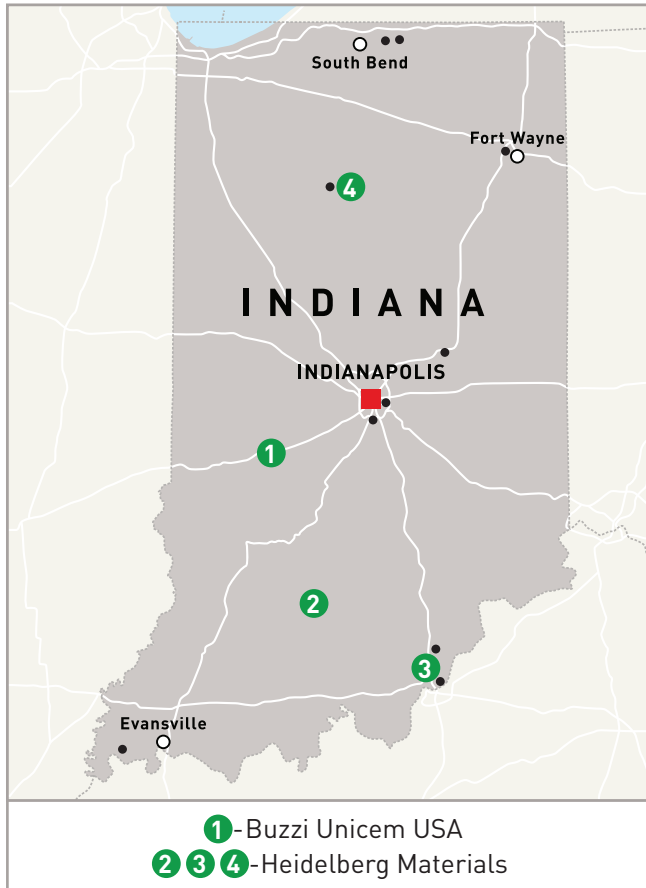 South Bend
Fort Wayne
4
INDIANA
INDIANAPOLIS
1
2
3
Evansville
1-Buzzi Unicem USA
2 3 4-Heidelberg Materials